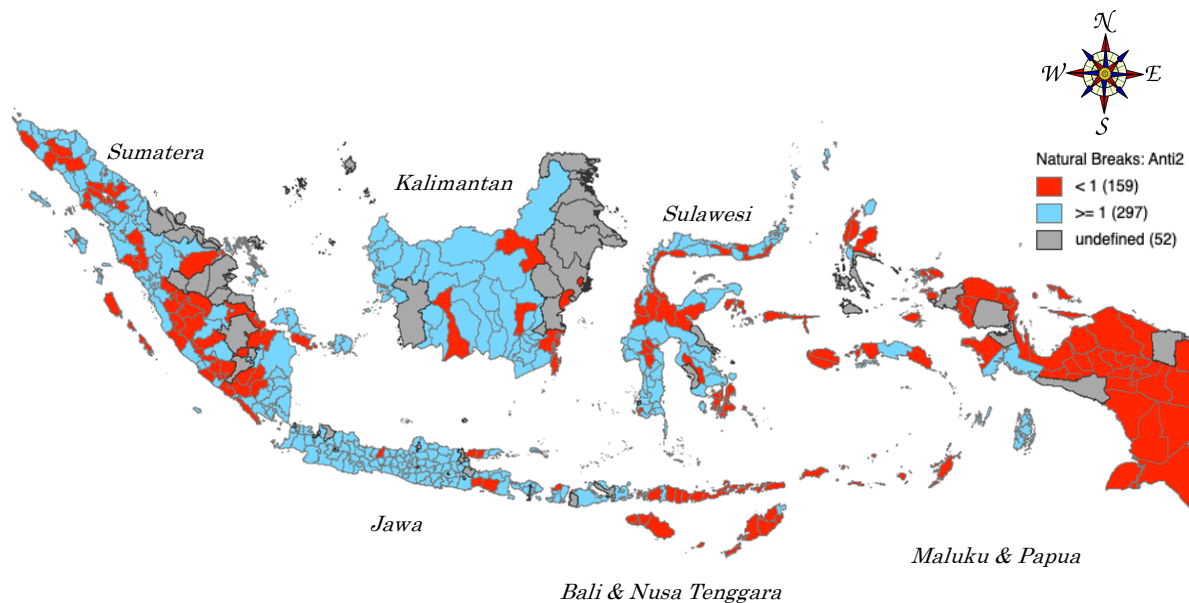 N
W E
S
Sumatera
Kalimantan
Sulawesi
Natural Breaks: Anti2
< 1 (159)
>= 1 (297)
undefined (52)
Jawa
Maluku & Papua
Bali & Nusa Tenggara